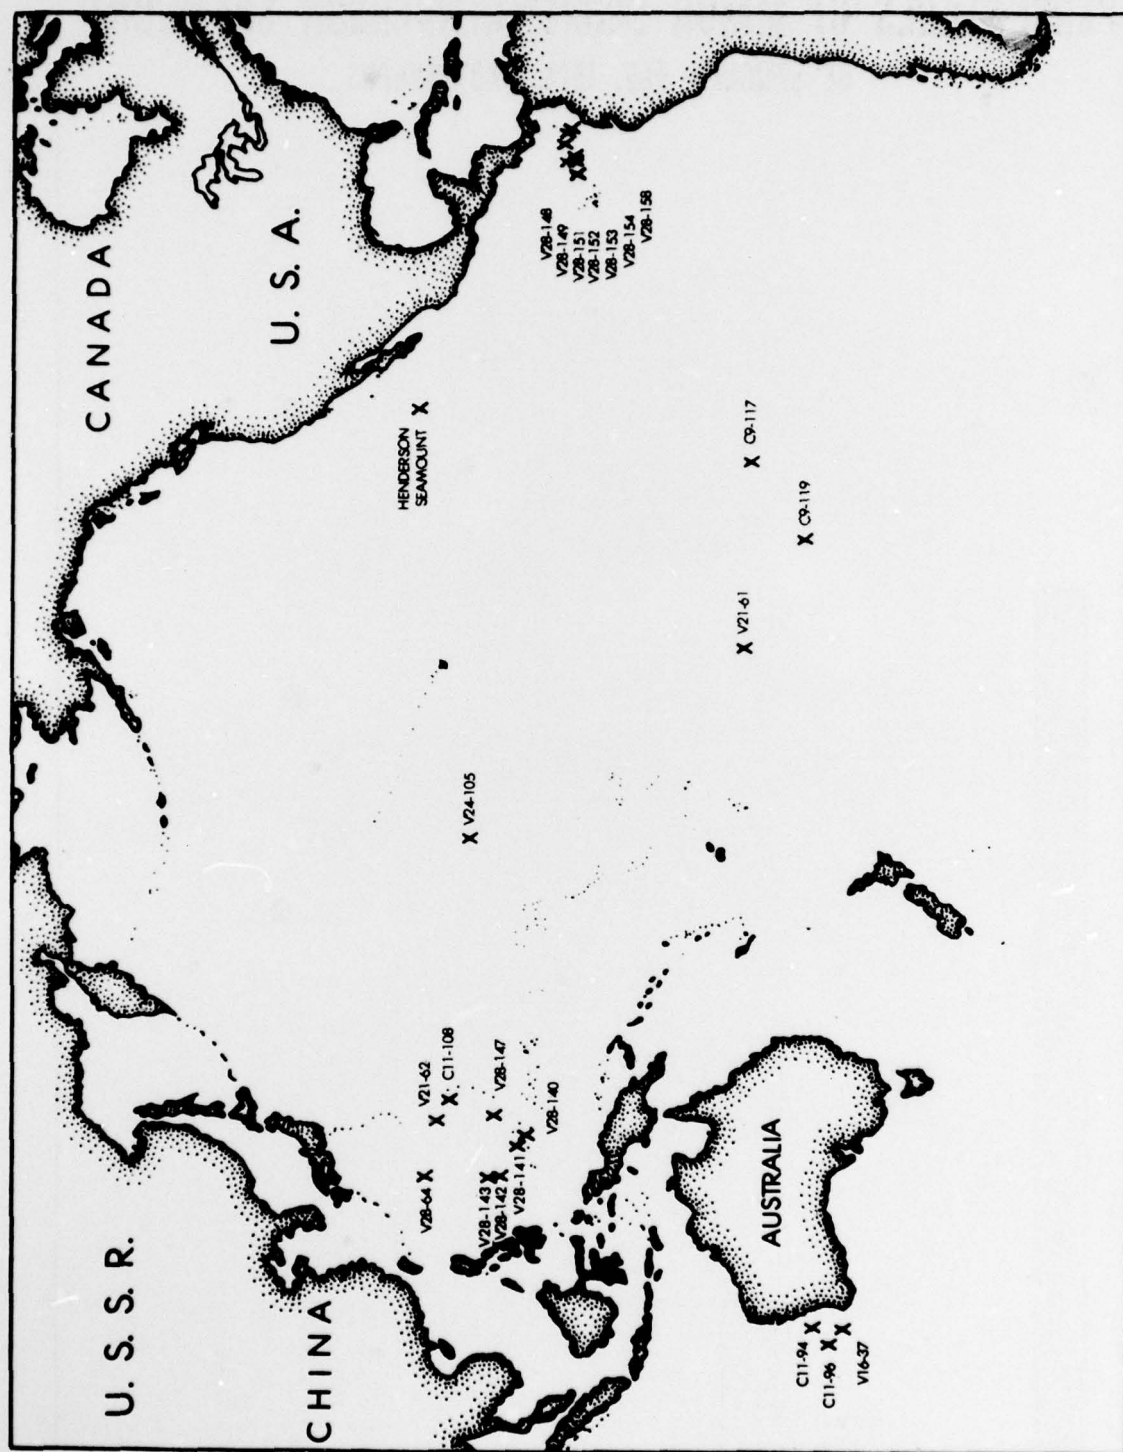 CANADA
U. S. A.
U. S. S. R.
CHINA
AUSTRALIA
HENDERSON
SEAMOUNT
V28-148
V28-149
V28-151
V28-152
V28-153
V28-154
V28-158
C9-117
C9-119
V21-61
V24-105
V21-62
C11-108
V28-147
V28-140
V28-64
V28-143
V28-142
V28-141
C11-94
C11-96
V16-37